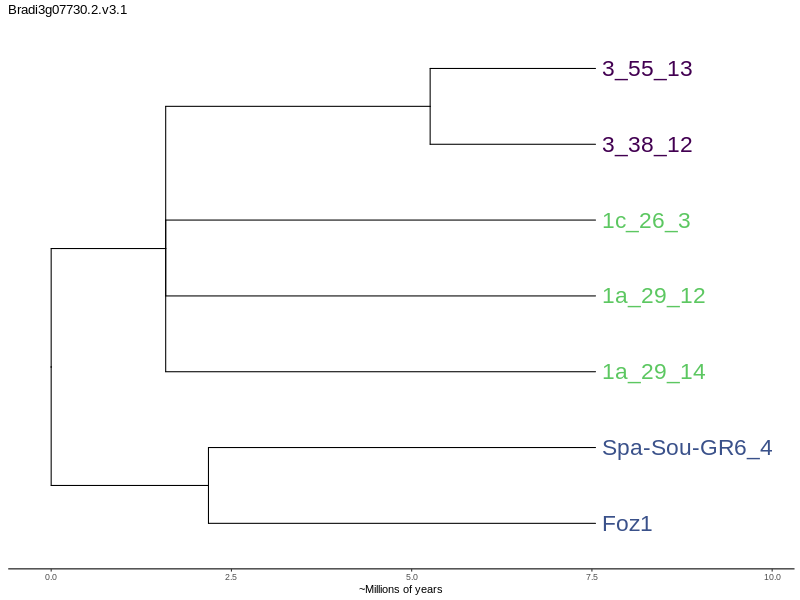 Bradi3g07730.2.v3.1
3_55_13
3_38_12
1c_26_3
1a_29_12
1a_29_14
Spa-Sou-GR6_4
Foz1
0.0 2.5 5.0 7.5 10.0
~Millions of years